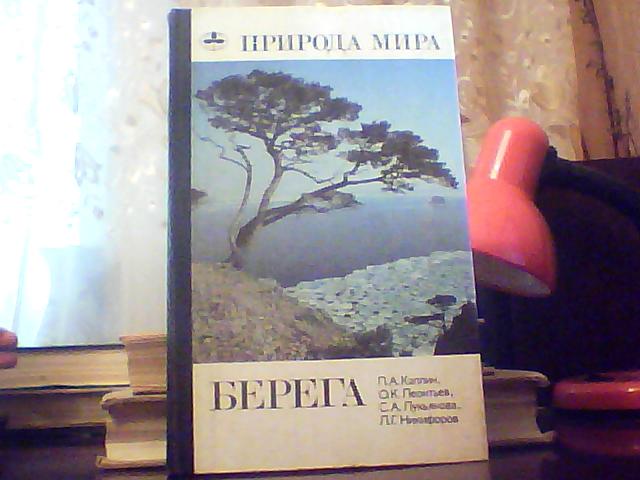 ПРИРОДА МИРА
БЕРЕГА
П.А. Каплин,
О.К. Леонтьев,
С.А. Лукьянова,
Л.Г. Никифоров